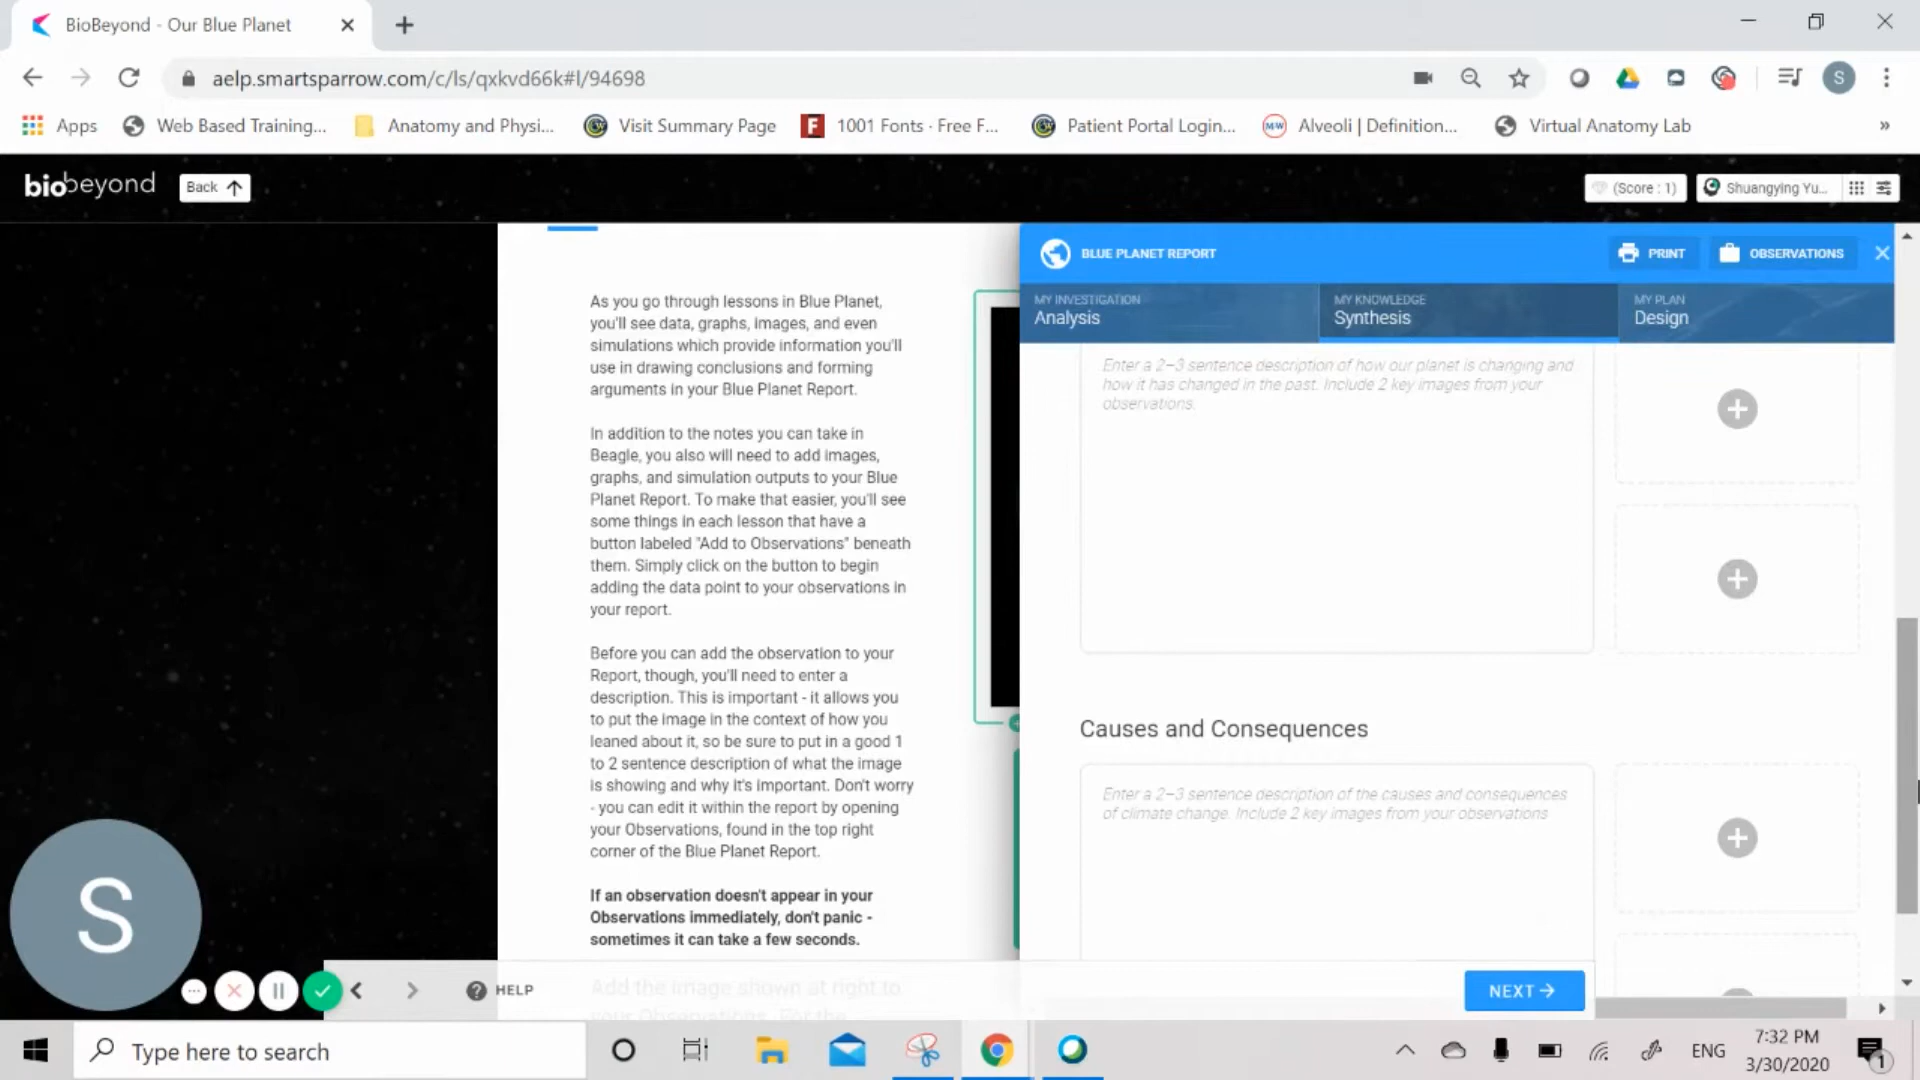 BioBeyond - Our Blue Planet
aelp.smartsparrow.com/c/ls/qxkvd66k#l/94698
S
Apps
Web Based Training...
Anatomy and Physi...
Visit Summary Page
F
1001 Fonts - Free F...
Patient Portal Login...
M-W
Alveoli | Definition...
Virtual Anatomy Lab
»
biobeyond
Back
(Score : 1)
Shuangying Yu...
As you go through lessons in Blue Planet,
you'll see data, graphs, images, and even
simulations which provide information you'll
use in drawing conclusions and forming
arguments in your Blue Planet Report.
In addition to the notes you can take in
Beagle, you also will need to add images,
graphs, and simulation outputs to your Blue
Planet Report. To make that easier, you'll see
some things in each lesson that have a
button labeled "Add to Observations" beneath
them. Simply click on the button to begin
adding the data point to your observations in
your report.
Before you can add the observation to your
Report, though, you'll need to enter a
description. This is important - it allows you
to put the image in the context of how you
leaned about it, so be sure to put in a good 1
to 2 sentence description of what the image
is showing and why it's important. Don't worry
- you can edit it within the report by opening
your Observations, found in the top right
corner of the Blue Planet Report.
If an observation doesn't appear in your
Observations immediately, don't panic -
sometimes it can take a few seconds.
Add the image shown at right to
your Observations. For the
BLUE PLANET REPORT
PRINT
OBSERVATIONS
MY INVESTIGATION
Analysis
MY KNOWLEDGE
Synthesis
MY PLAN
Design
Enter a 2–3 sentence description of how our planet is changing and
how it has changed in the past. Include 2 key images from your
observations.
Causes and Consequences
Enter a 2–3 sentence description of the causes and consequences
of climate change. Include 2 key images from your observations
S
HELP
NEXT
Type here to search
ENG
7:32 PM
3/30/2020
1